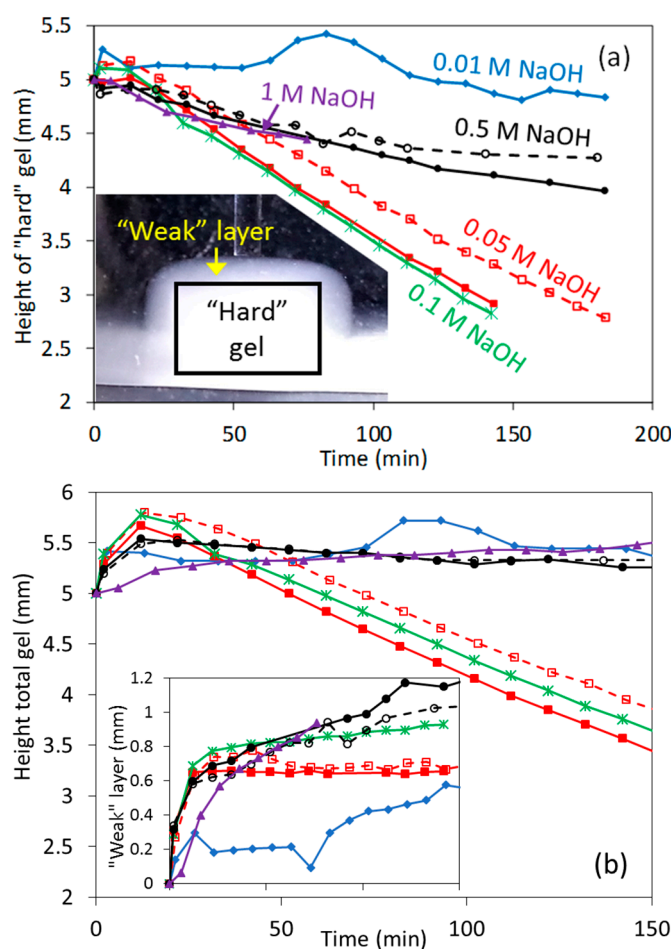 5.5
(a)
0.01 M NaOH
5
1 M NaOH
0.5 M NaOH
4.5
4
"Weak"
layer
3.5
0.05 M NaOH
"Hard"
gel
0.1 M NaOH
3
2.5
2
Height of "hard" gel (mm)
0 50 100 150 200
Time (min)
6
5.5
5
4.5
4
3.5
3
2.5
2
Height total gel (mm)
1.2
1
0.8
0.6
0.4
0.2
0
"Weak" layer (mm)
(b)
0 50 100 150
Time (min)